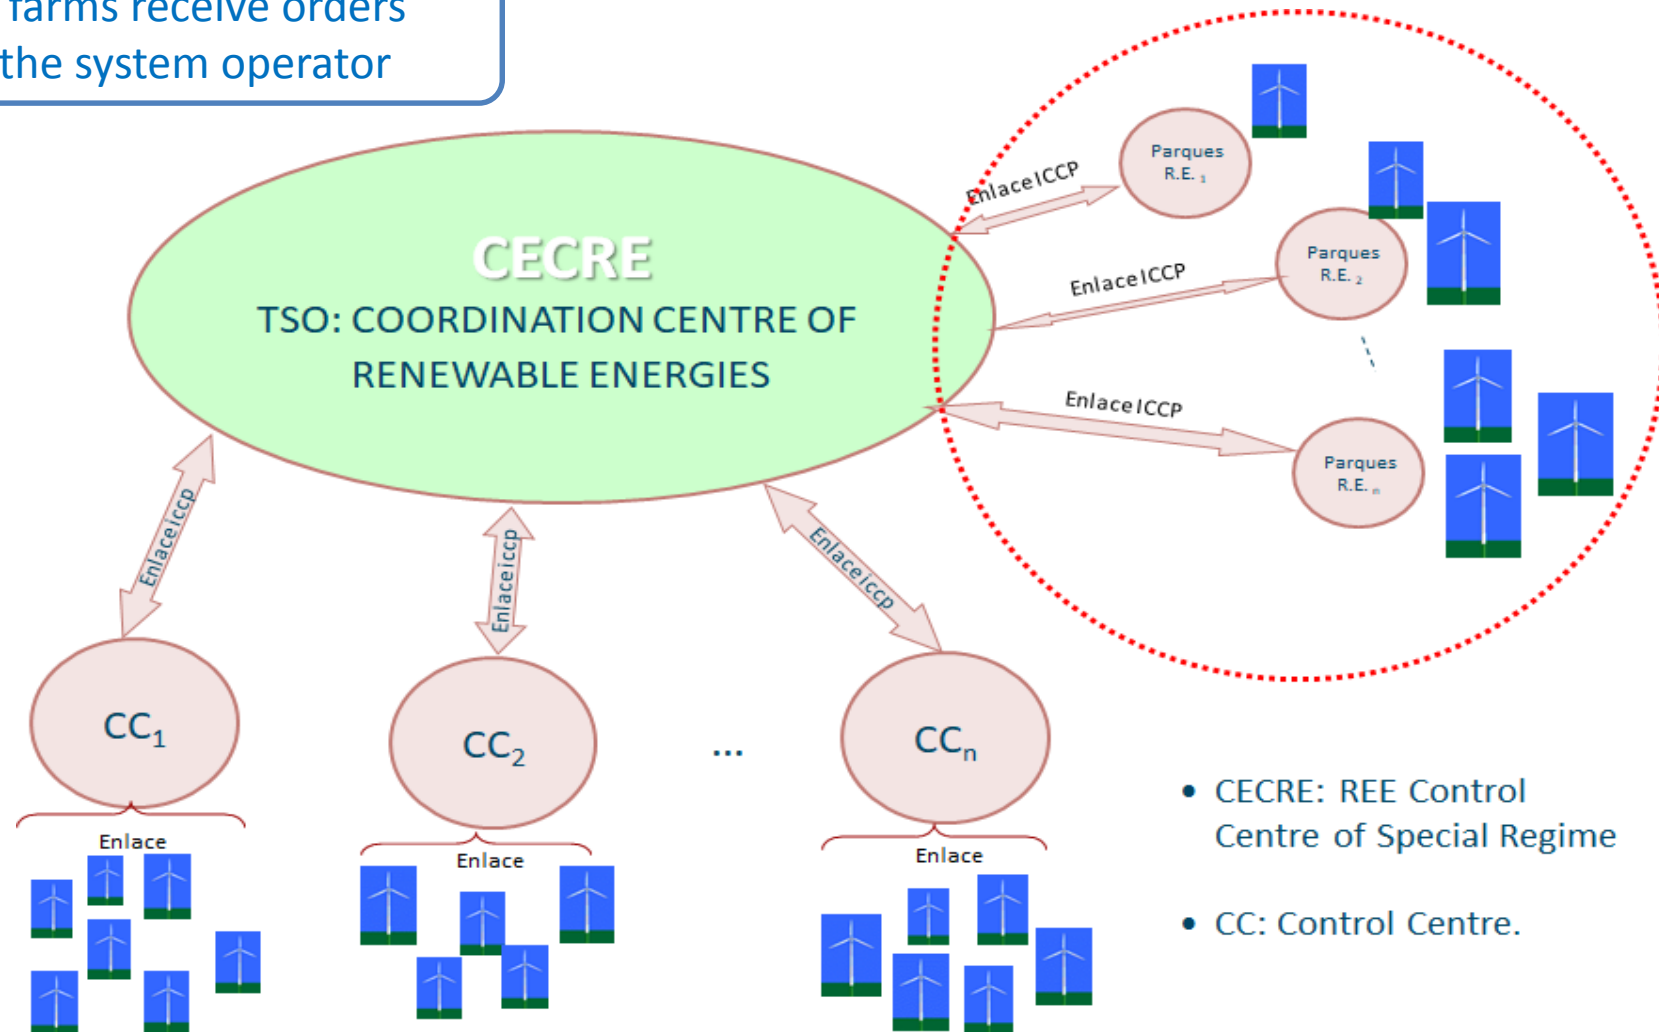 farms receive orders
the system operator
CECRE
TSO: COORDINATION CENTRE OF
RENEWABLE ENERGIES
Enlace ICCP
Parques
R.E. 1
Enlace ICCP
Parques
R.E. 2
Enlace ICCP
Parques
R.E. n
Enlace iccp
Enlace iccp
Enlace iccp
CC1
CC2
...
CCn
Enlace
Enlace
Enlace
• CECRE: REE Control
Centre of Special Regime
• CC: Control Centre.